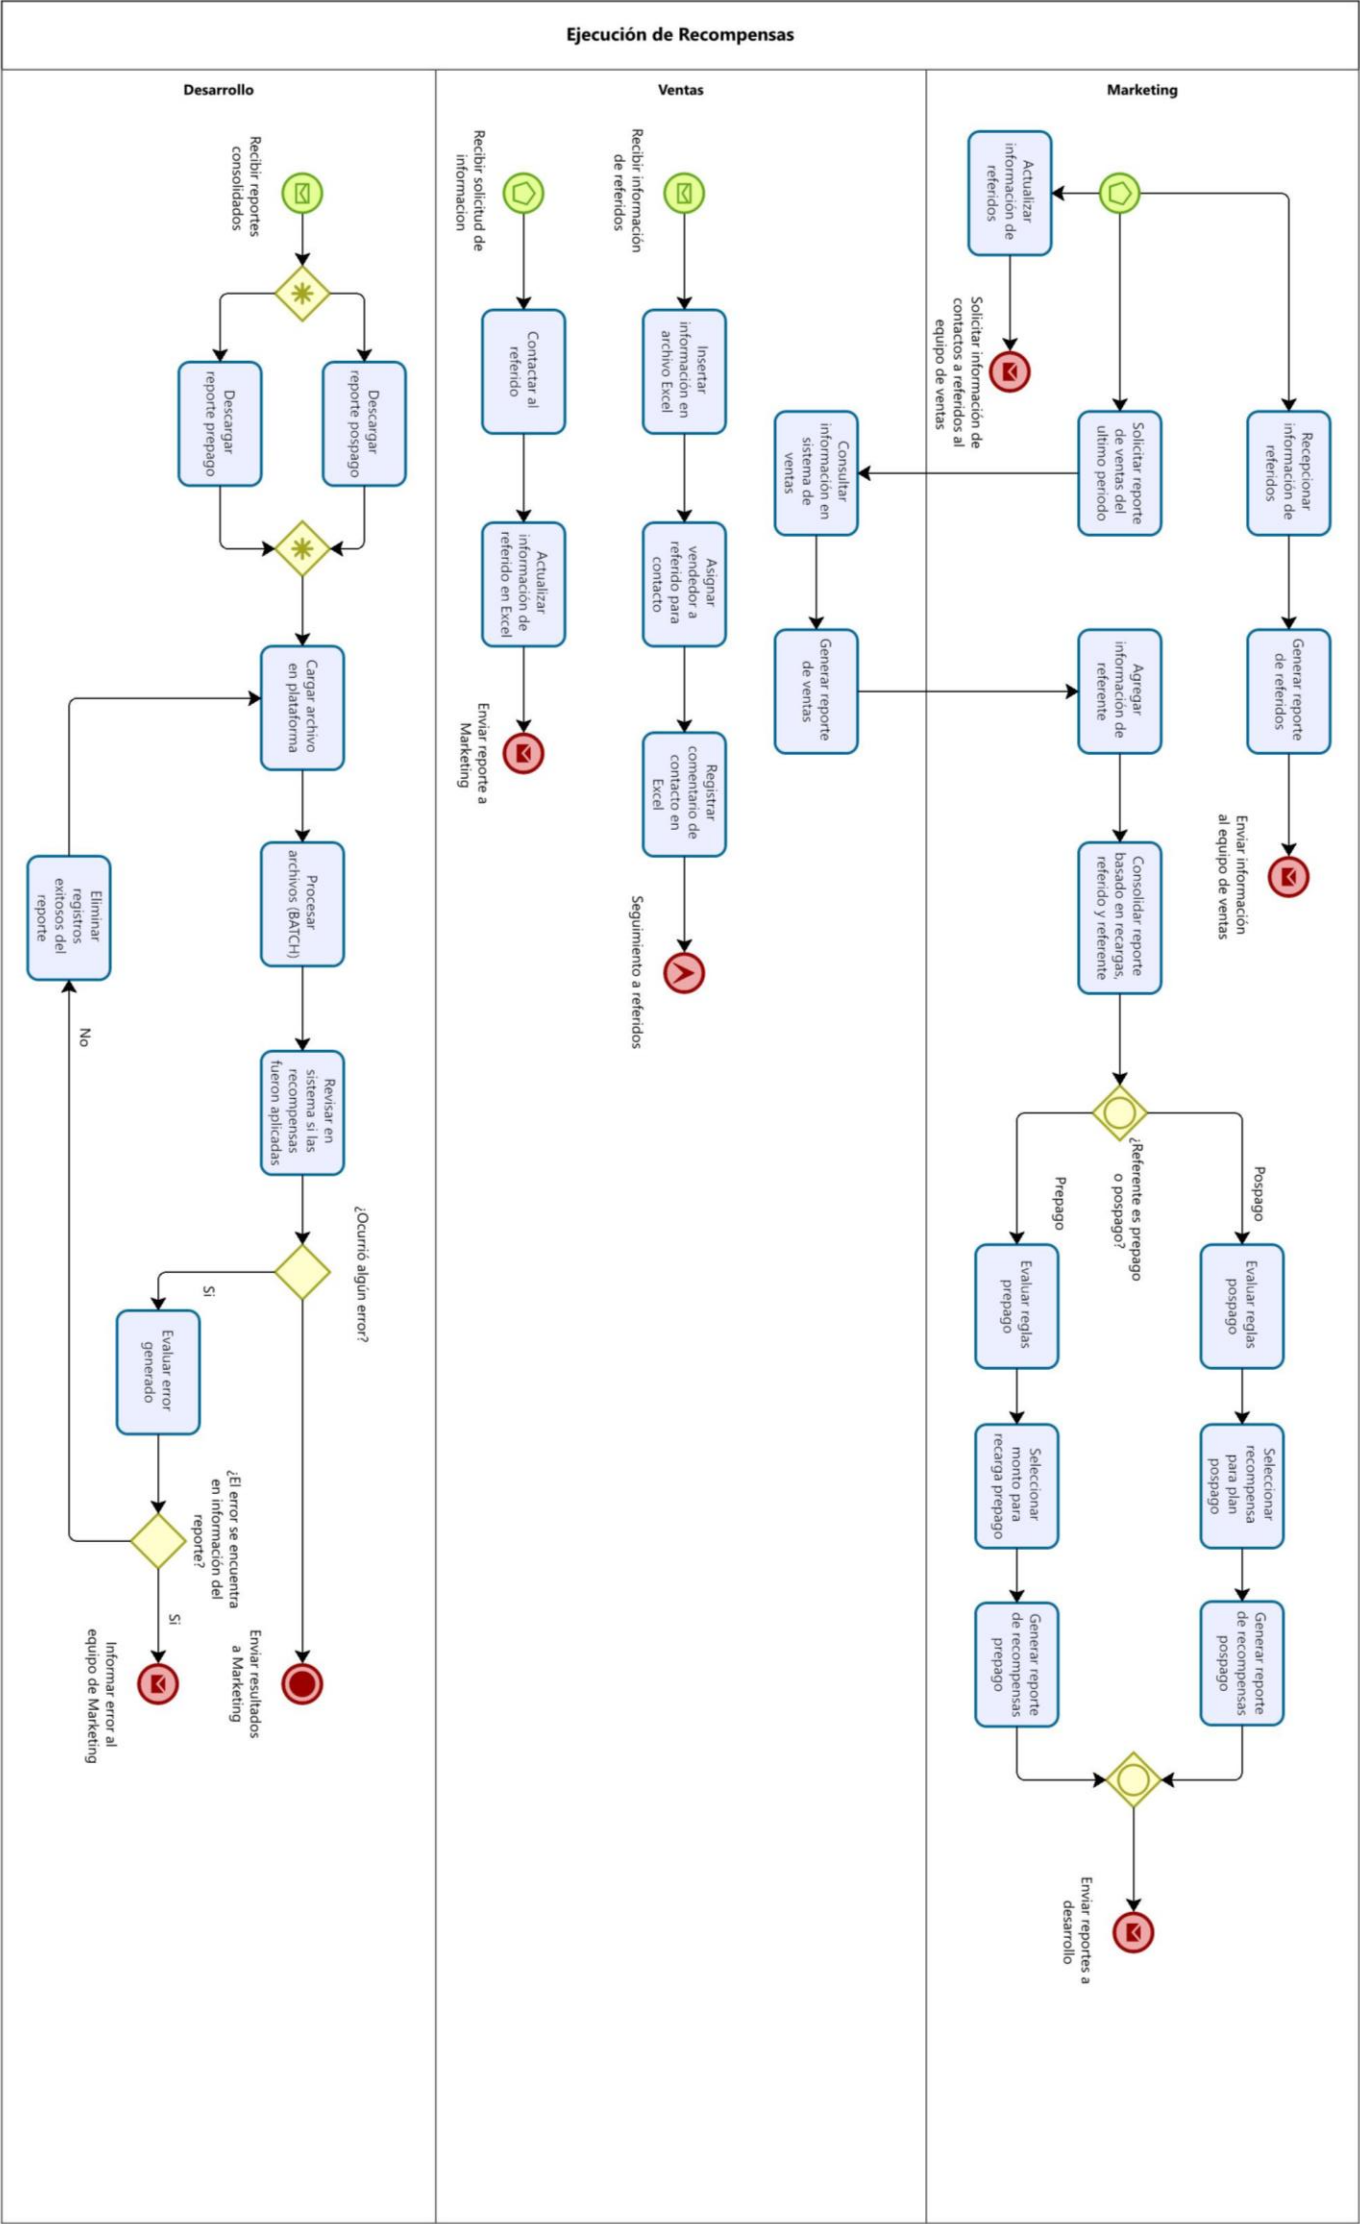 Ejecución de Recompensas
Marketing
Recepcionar
información de
referidos
Generar reporte
de referidos
Enviar información
al equipo de ventas
Solicitar reporte
de ventas del
ultimo periodo
Agregar
información de
referente
Consolidar reporte
basado en recargas,
referido y referente
¿Referente es prepago
o pospago?
Pospago
Evaluar reglas
pospago
Seleccionar
recompensa
para plan
pospago
Generar reporte
de recompensas
pospago
Prepago
Evaluar reglas
prepago
Seleccionar
monto para
recarga prepago
Generar reporte
de recompensas
prepago
Enviar reportes a
desarrollo
Actualizar
información de
referidos
Solicitar información de
contactos a referidos al
equipo de ventas
Ventas
Consultar
información en
sistema de
ventas
Generar reporte
de ventas
Recibir información
de referidos
Insertar
información en
archivo Excel
Asignar
vendedor a
referido para
contacto
Registrar
comentario de
contacto en
Excel
Seguimiento a referidos
Recibir solicitud de
informacion
Contactar al
referido
Actualizar
información de
referido en Excel
Enviar reporte a
Marketing
Desarrollo
Recibir reportes
consolidados
Descargar
reporte pospago
Descargar
reporte prepago
Cargar archivo
en plataforma
Procesar
archivos (BATCH)
Revisar en
sistema si las
recompensas
fueron aplicadas
¿Ocurrió algún error?
Enviar resultados
a Marketing
Si
Evaluar error
generado
¿El error se encuentra
en información del
reporte?
Si
Informar error al
equipo de Marketing
No
Eliminar
registros
exitosos del
reporte